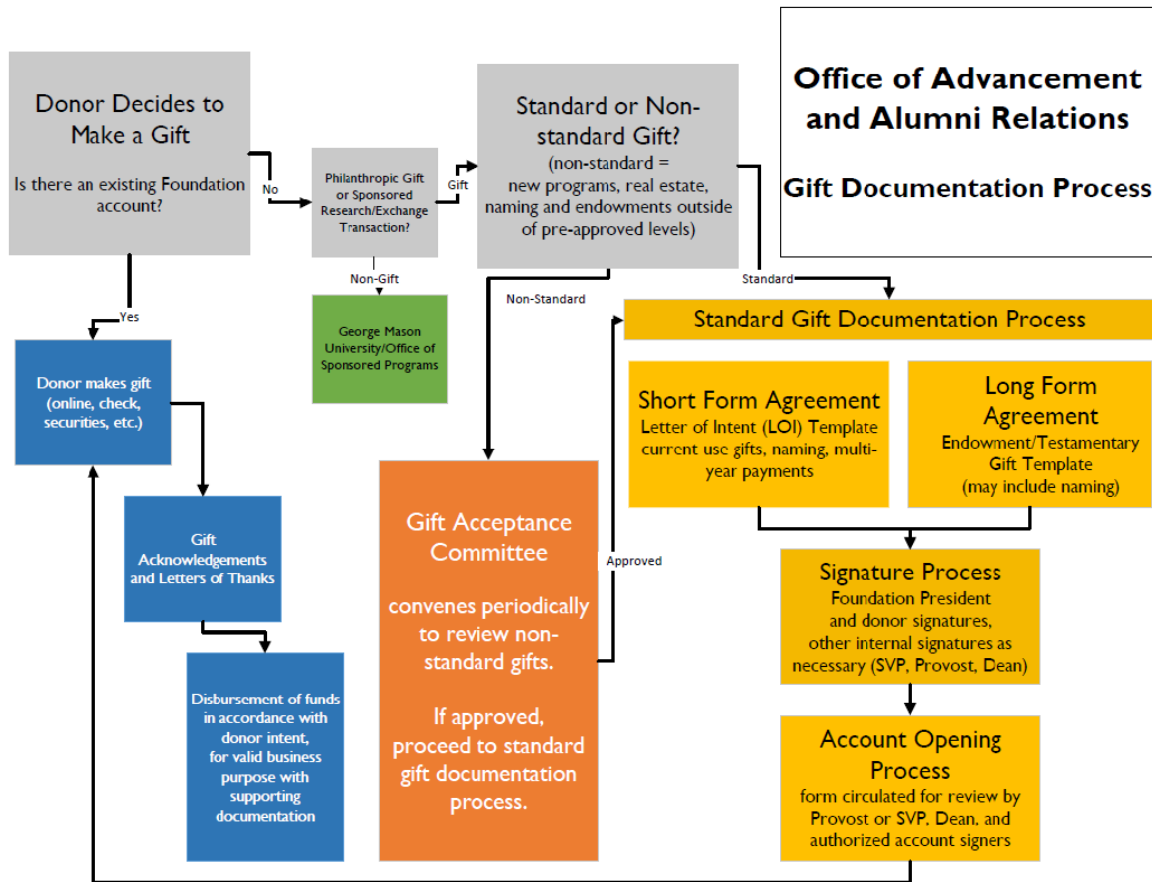 Office of Advancement
and Alumni Relations
Gift Documentation Process
Donor Decides to
Make a Gift
Is there an existing Foundation
account?
No
Philanthropic Gift
or Sponsored
Research/Exchange
Transaction?
Gift
Standard or Non-
standard Gift?
(non-standard =
new programs, real estate,
naming and endowments outside
of pre-approved levels)
Yes
Non-Gift
Non-Standard
Standard
George Mason
University/Office of
Sponsored Programs
Standard Gift Documentation Process
Donor makes gift
(online, check,
securities, etc.)
Short Form Agreement
Letter of Intent (LOI) Template
current use gifts, naming, multi-
year payments
Long Form
Agreement
Endowment/Testamentary
Gift Template
(may include naming)
Gift
Acknowledgements
and Letters of Thanks
Gift Acceptance
Committee
convenes periodically
to review non-
standard gifts.
If approved,
proceed to standard
gift documentation
process.
Approved
Signature Process
Foundation President
and donor signatures,
other internal signatures as
necessary (SVP, Provost, Dean)
Disbursement of funds
in accordance with
donor intent,
for valid business
purpose with
supporting
documentation
Account Opening
Process
form circulated for review by
Provost or SVP, Dean, and
authorized account signers